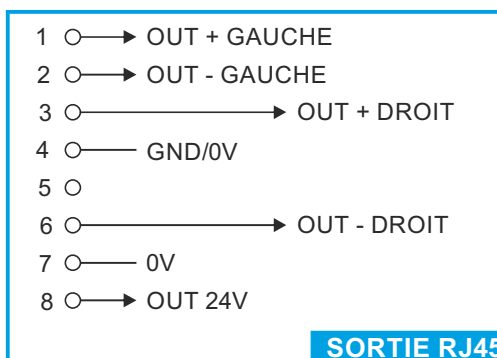 1 OUT + GAUCHE
2 OUT - GAUCHE
3 OUT + DROIT
4 GND/0V
5
6 OUT - DROIT
7 0V
8 OUT 24V
SORTIE RJ45